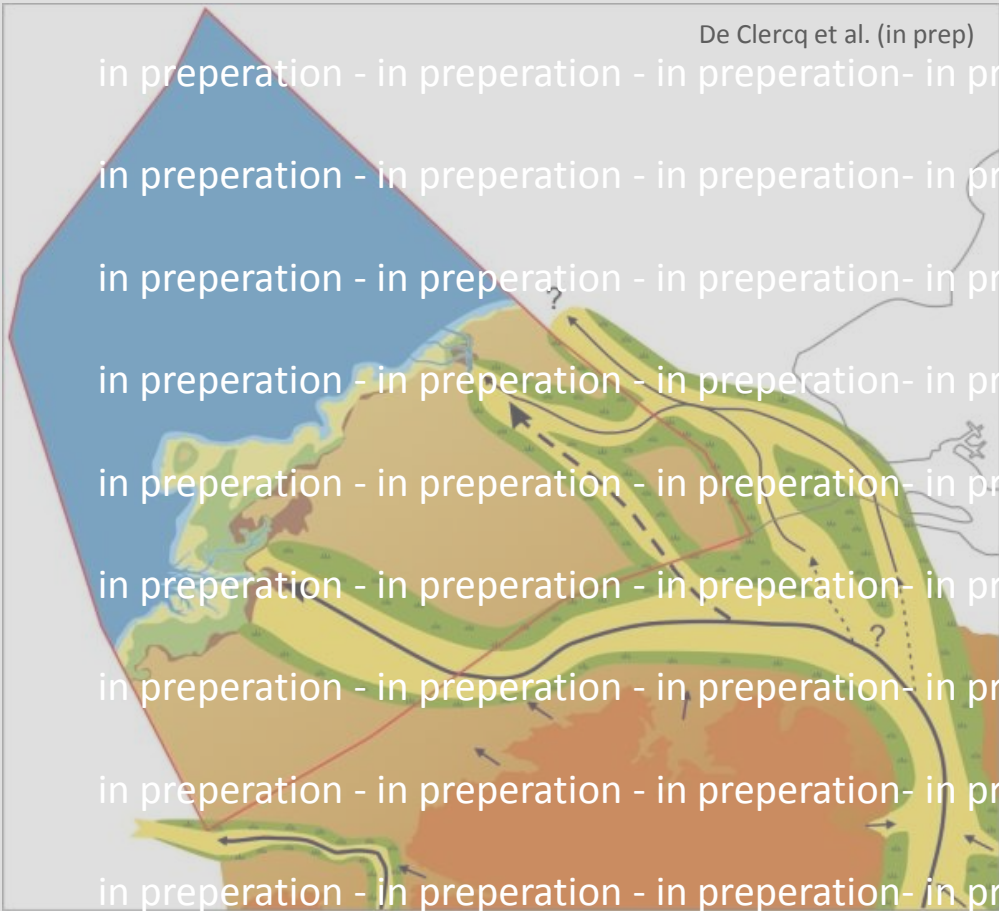 De Clercq et al. (in prep)
in preperation - in preperation - in preperation- in pr
in preperation - in preperation - in preperation- in pr
in preperation - in preperation - in preperation- in pr
?
in preperation - in preperation - in preperation- in pr
in preperation - in preperation - in preperation- in pr
in preperation - in preperation - in preperation- in pr
?
in preperation - in preperation - in preperation- in pr
in preperation - in preperation - in preperation- in pr
in preperation - in preperation - in preperation- in pr